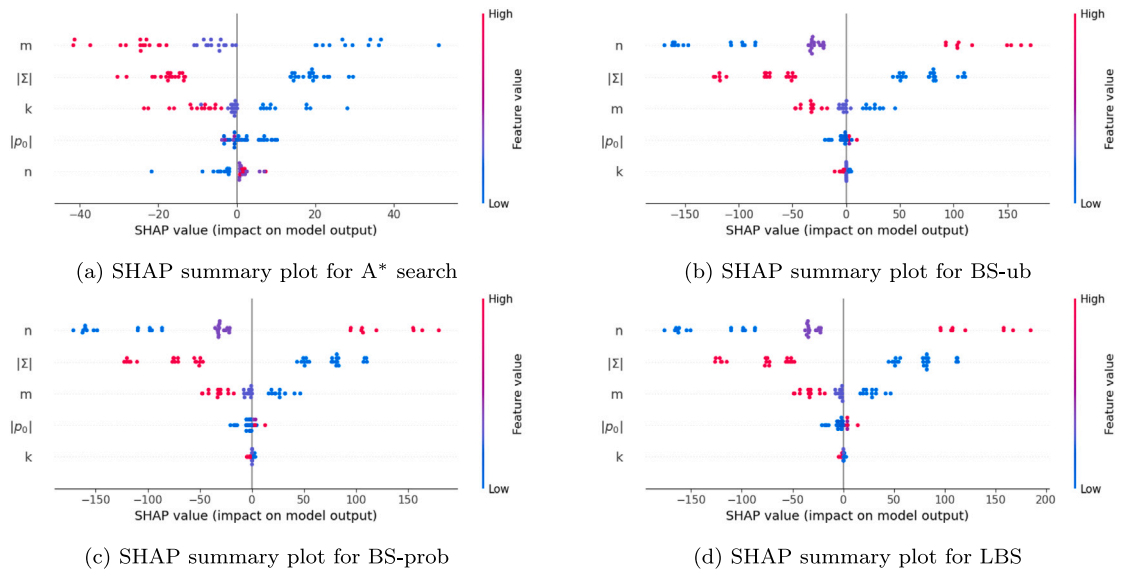 High
m
|Σ|
k
|p₀|
n
Feature value
Low
−40 −20 0 20 40
SHAP value (impact on model output)
(a) SHAP summary plot for A* search
High
n
|Σ|
m
|p₀|
k
Feature value
Low
−150 −100 −50 0 50 100 150
SHAP value (impact on model output)
(b) SHAP summary plot for BS-ub
High
n
|Σ|
m
|p₀|
k
Feature value
Low
−150 −100 −50 0 50 100 150
SHAP value (impact on model output)
(c) SHAP summary plot for BS-prob
High
n
|Σ|
m
|p₀|
k
Feature value
Low
−150 −100 −50 0 50 100 150 200
SHAP value (impact on model output)
(d) SHAP summary plot for LBS